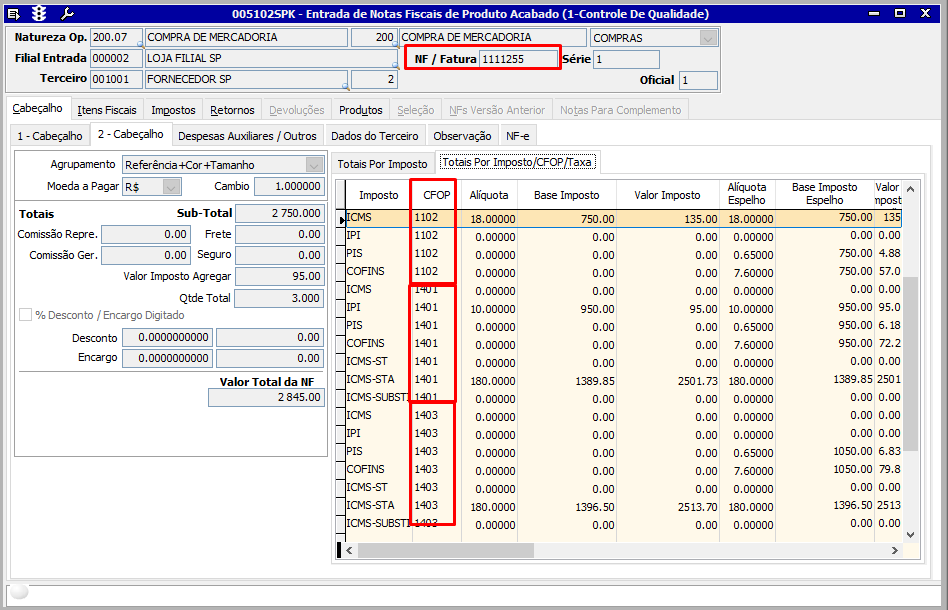 005102SPK - Entrada de Notas Fiscais de Produto Acabado (1-Controle De Qualidade)
Natureza Op. 200.07 COMPRA DE MERCADORIA 200 COMPRA DE MERCADORIA COMPRAS
Filial Entrada 000002 LOJA FILIAL SP NF / Fatura 1111255 Série 1
Terceiro 001001 FORNECEDOR SP 2 Oficial 1
Cabeçalho Itens Fiscais Impostos Retornos Devoluções Produtos Seleção NFs Versão Anterior Notas Para Complemento
1 - Cabeçalho 2 - Cabeçalho Despesas Auxiliares / Outros Dados do Terceiro Observação NF-e
Agrupamento Referência+Cor+Tamanho
Moeda a Pagar R$ Cambio 1.000000
Totais Sub-Total 2 750.000
Comissão Repre. 0.00 Frete 0.00
Comissão Ger. 0.00 Seguro 0.00
Valor Imposto Agregar 95.00
Qtde Total 3.000
% Desconto / Encargo Digitado
Desconto 0.0000000000 0.00
Encargo 0.0000000000 0.00
Valor Total da NF
2 845.00
Totais Por Imposto Totais Por Imposto/CFOP/Taxa
Imposto CFOP Alíquota Base Imposto Valor Imposto Alíquota Espelho Base Imposto Espelho Valor mpost
ICMS 1102 18.00000 750.00 135.00 18.00000 750.00 135
IPI 1102 0.00000 0.00 0.00 0.00000 0.00 0.00
PIS 1102 0.00000 0.00 0.00 0.65000 750.00 4.88
COFINS 1102 0.00000 0.00 0.00 7.60000 750.00 57.0
ICMS 1401 0.00000 0.00 0.00 0.00000 0.00 0.00
IPI 1401 10.00000 950.00 95.00 10.00000 950.00 95.0
PIS 1401 0.00000 0.00 0.00 0.65000 950.00 6.18
COFINS 1401 0.00000 0.00 0.00 7.60000 950.00 72.2
ICMS-ST 1401 0.00000 0.00 0.00 0.00000 0.00 0.00
ICMS-STA 1401 180.0000 1389.85 2501.73 180.0000 1389.85 2501
ICMS-SUBSTI 1401 0.00000 0.00 0.00 0.00000 0.00 0.00
ICMS 1403 0.00000 0.00 0.00 0.00000 0.00 0.00
IPI 1403 0.00000 0.00 0.00 0.00000 0.00 0.00
PIS 1403 0.00000 0.00 0.00 0.65000 1050.00 6.83
COFINS 1403 0.00000 0.00 0.00 7.60000 1050.00 79.8
ICMS-ST 1403 0.00000 0.00 0.00 0.00000 0.00 0.00
ICMS-STA 1403 180.0000 1396.50 2513.70 180.0000 1396.50 2513
ICMS-SUBSTI 1403 0.00000 0.00 0.00 0.00000 0.00 0.00